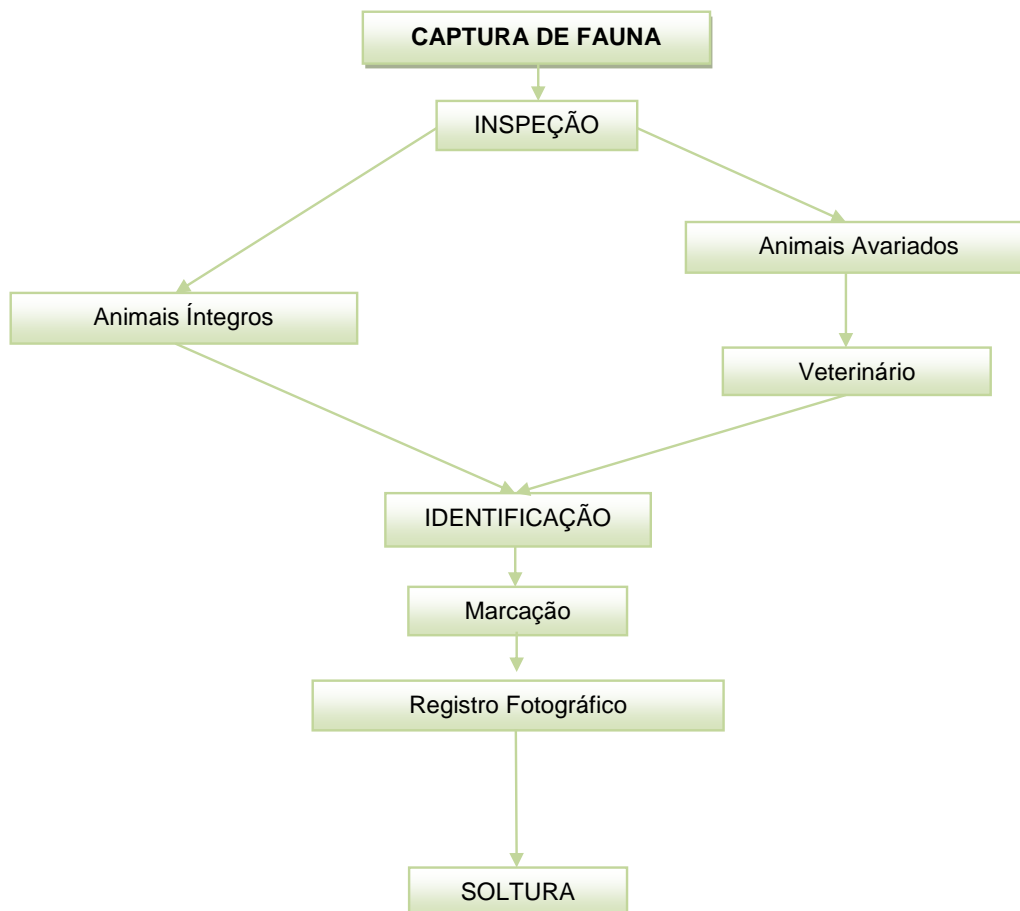 CAPTURA DE FAUNA
INSPEÇÃO
Animais Avariados
Animais Íntegros
Veterinário
IDENTIFICAÇÃO
Marcação
Registro Fotográfico
SOLTURA